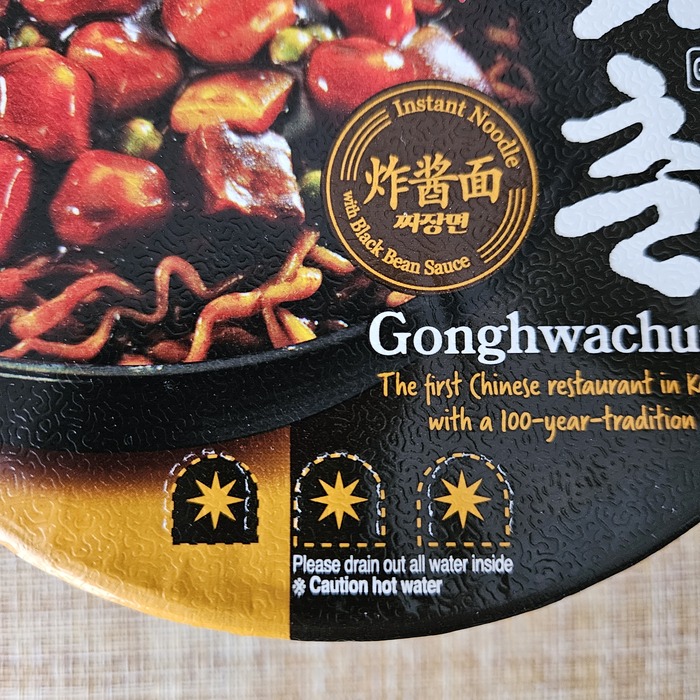 Instant Noodle
炸酱面
짜장면
with Black Bean Sauce
춘
Gonghwachu
The first Chinese restaurant in K
with a 100-year-tradition
Please drain out all water inside
※ Caution hot water